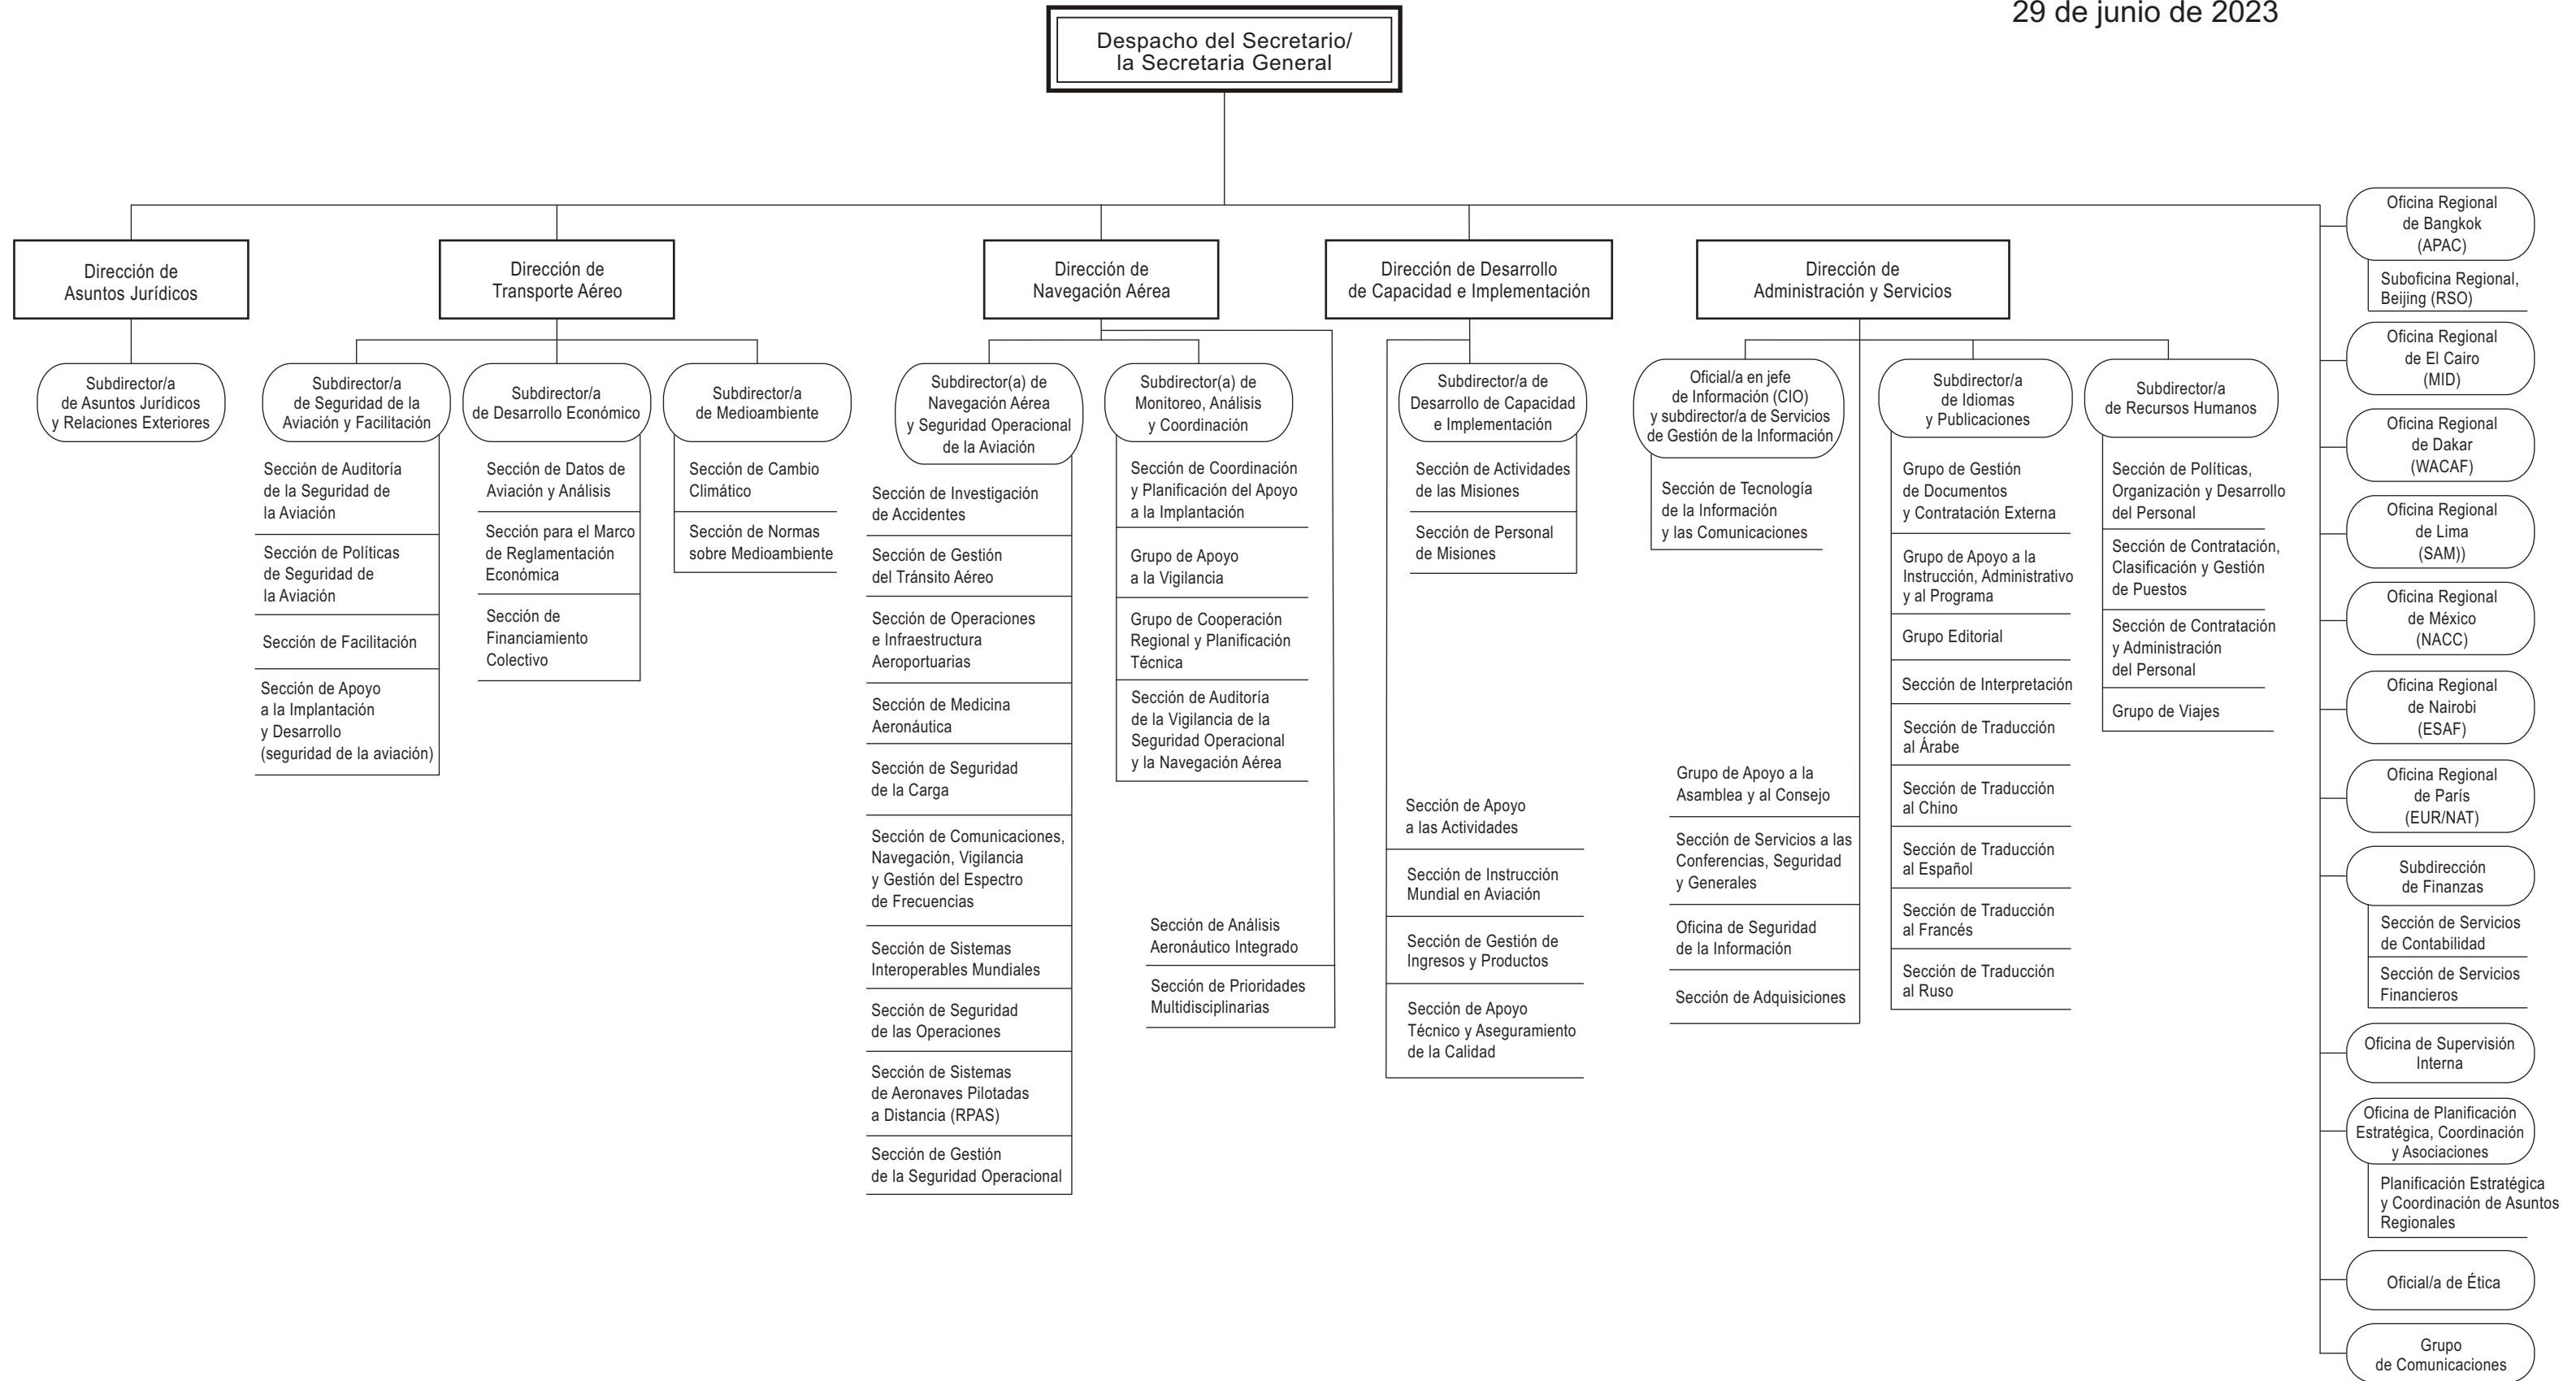 29 de junio de 2023
Despacho del Secretario/
la Secretaria General
Dirección de
Asuntos Jurídicos
Subdirector/a
de Asuntos Jurídicos
y Relaciones Exteriores
Dirección de
Transporte Aéreo
Subdirector/a
de Seguridad de la
Aviación y Facilitación
Sección de Auditoría
de la Seguridad de
la Aviación
Sección de Políticas
de Seguridad de
la Aviación
Sección de Facilitación
Sección de Apoyo
a la Implantación
y Desarrollo
(seguridad de la aviación)
Subdirector/a
de Desarrollo Económico
Sección de Datos de
Aviación y Análisis
Sección para el Marco
de Reglamentación
Económica
Sección de
Financiamiento
Colectivo
Subdirector/a
de Medioambiente
Sección de Cambio
Climático
Sección de Normas
sobre Medioambiente
Dirección de
Navegación Aérea
Subdirector(a) de
Navegación Aérea
y Seguridad Operacional
de la Aviación
Sección de Investigación
de Accidentes
Sección de Gestión
del Tránsito Aéreo
Sección de Operaciones
e Infraestructura
Aeroportuarias
Sección de Medicina
Aeronáutica
Sección de Seguridad
de la Carga
Sección de Comunicaciones,
Navegación, Vigilancia
y Gestión del Espectro
de Frecuencias
Sección de Sistemas
Interoperables Mundiales
Sección de Seguridad
de las Operaciones
Sección de Sistemas
de Aeronaves Pilotadas
a Distancia (RPAS)
Sección de Gestión
de la Seguridad Operacional
Subdirector(a) de
Monitoreo, Análisis
y Coordinación
Sección de Coordinación
y Planificación del Apoyo
a la Implantación
Grupo de Apoyo
a la Vigilancia
Grupo de Cooperación
Regional y Planificación
Técnica
Sección de Auditoría
de la Vigilancia de la
Seguridad Operacional
y la Navegación Aérea
Sección de Análisis
Aeronáutico Integrado
Sección de Prioridades
Multidisciplinarias
Dirección de Desarrollo
de Capacidad e Implementación
Subdirector/a de
Desarrollo de Capacidad
e Implementación
Sección de Actividades
de las Misiones
Sección de Personal
de Misiones
Sección de Apoyo
a las Actividades
Sección de Instrucción
Mundial en Aviación
Sección de Gestión de
Ingresos y Productos
Sección de Apoyo
Técnico y Aseguramiento
de la Calidad
Dirección de
Administración y Servicios
Oficial/a en jefe
de Información (CIO)
y subdirector/a de Servicios
de Gestión de la Información
Sección de Tecnología
de la Información
y las Comunicaciones
Grupo de Apoyo a la
Asamblea y al Consejo
Sección de Servicios a las
Conferencias, Seguridad
y Generales
Oficina de Seguridad
de la Información
Sección de Adquisiciones
Subdirector/a
de Idiomas
y Publicaciones
Grupo de Gestión
de Documentos
y Contratación Externa
Grupo de Apoyo a la
Instrucción, Administrativo
y al Programa
Grupo Editorial
Sección de Interpretación
Sección de Traducción
al Árabe
Sección de Traducción
al Chino
Sección de Traducción
al Español
Sección de Traducción
al Francés
Sección de Traducción
al Ruso
Subdirector/a
de Recursos Humanos
Sección de Políticas,
Organización y Desarrollo
del Personal
Sección de Contratación,
Clasificación y Gestión
de Puestos
Sección de Contratación
y Administración
del Personal
Grupo de Viajes
Oficina Regional
de Bangkok
(APAC)
Suboficina Regional,
Beijing (RSO)
Oficina Regional
de El Cairo
(MID)
Oficina Regional
de Dakar
(WACAF)
Oficina Regional
de Lima
(SAM))
Oficina Regional
de México
(NACC)
Oficina Regional
de Nairobi
(ESAF)
Oficina Regional
de París
(EUR/NAT)
Subdirección
de Finanzas
Sección de Servicios
de Contabilidad
Sección de Servicios
Financieros
Oficina de Supervisión
Interna
Oficina de Planificación
Estratégica, Coordinación
y Asociaciones
Planificación Estratégica
y Coordinación de Asuntos
Regionales
Oficial/a de Ética
Grupo
de Comunicaciones